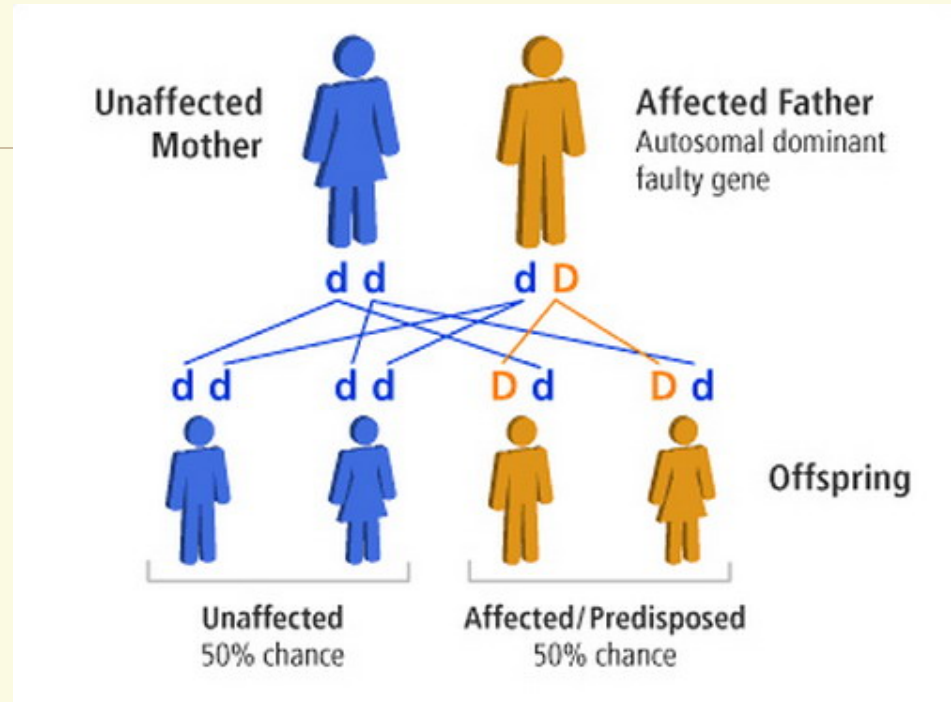 Unaffected
Mother
Affected Father
Autosomal dominant
faulty gene
d d
d D
d d
d d
D d
D d
Offspring
Unaffected
50% chance
Affected/Predisposed
50% chance